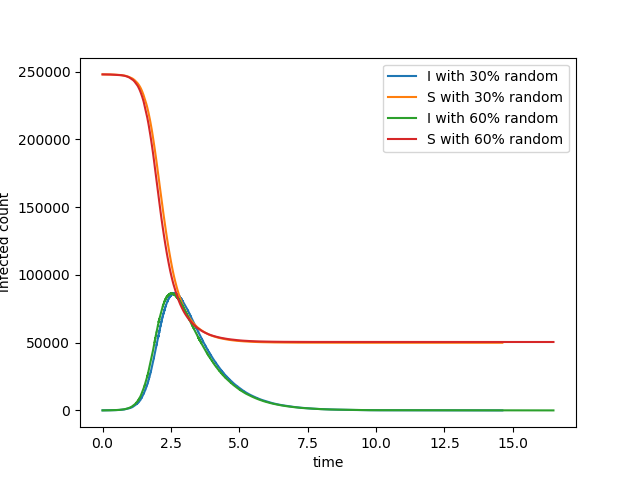 I with 30% random
S with 30% random
I with 60% random
S with 60% random
250000
200000
150000
100000
50000
0
0.0 2.5 5.0 7.5 10.0 12.5 15.0
time
infected count